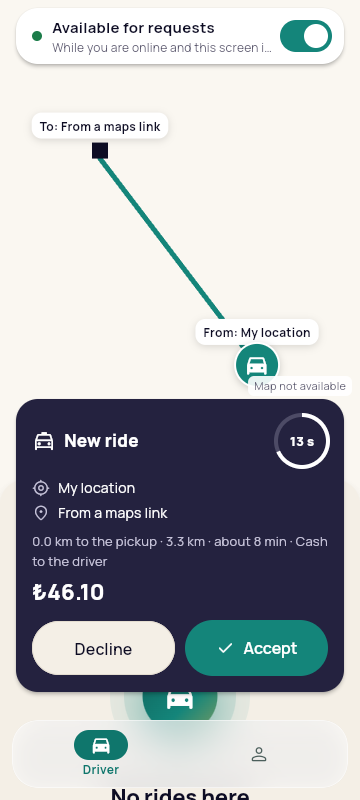 Available for requests
While you are online and this screen i…
To: From a maps link
From: My location
Map not available
New ride
13 s
My location
From a maps link
0.0 km to the pickup · 3.3 km · about 8 min · Cash
to the driver
₺46.10
Decline
Accept
Driver
No rides here